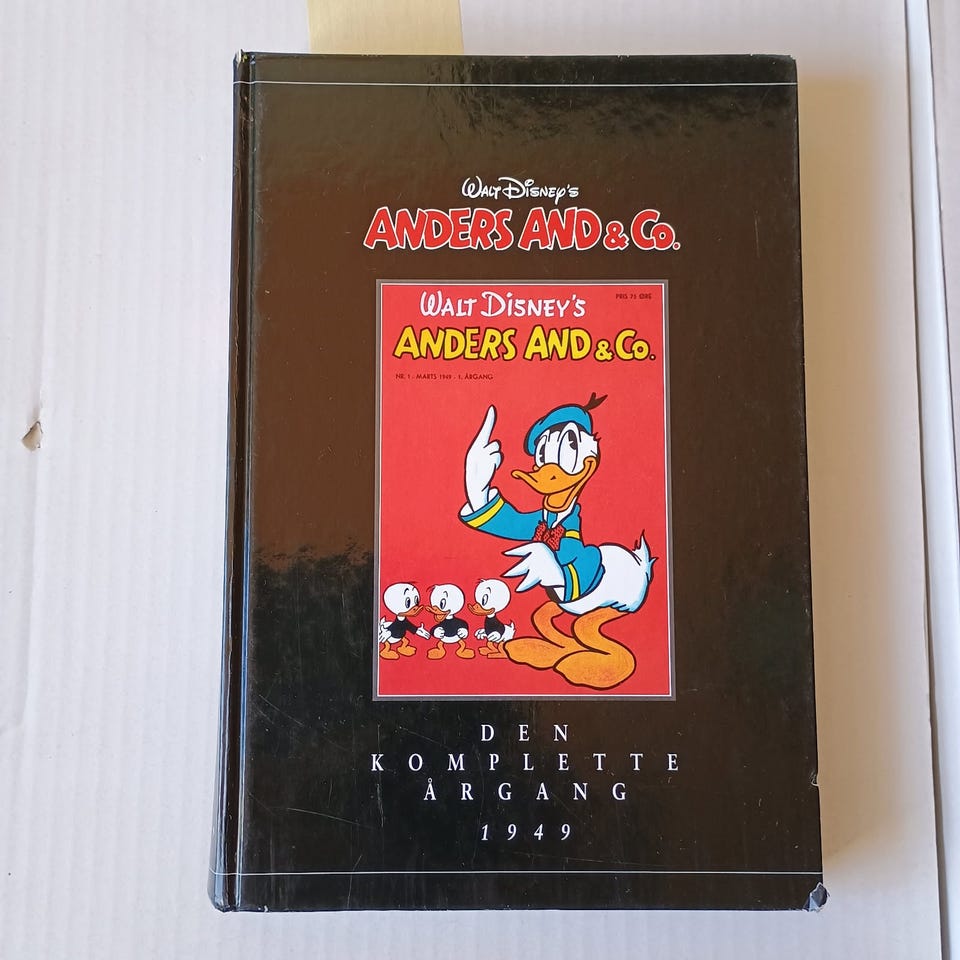 WALT DISNEY'S
ANDERS AND & Co.
WALT DISNEY'S
PRIS 75 ØRE
ANDERS AND & Co.
NR. 1 - MARTS 1949 - 1. ÅRGANG
DEN
KOMPLETTE
ÅRGANG
1949